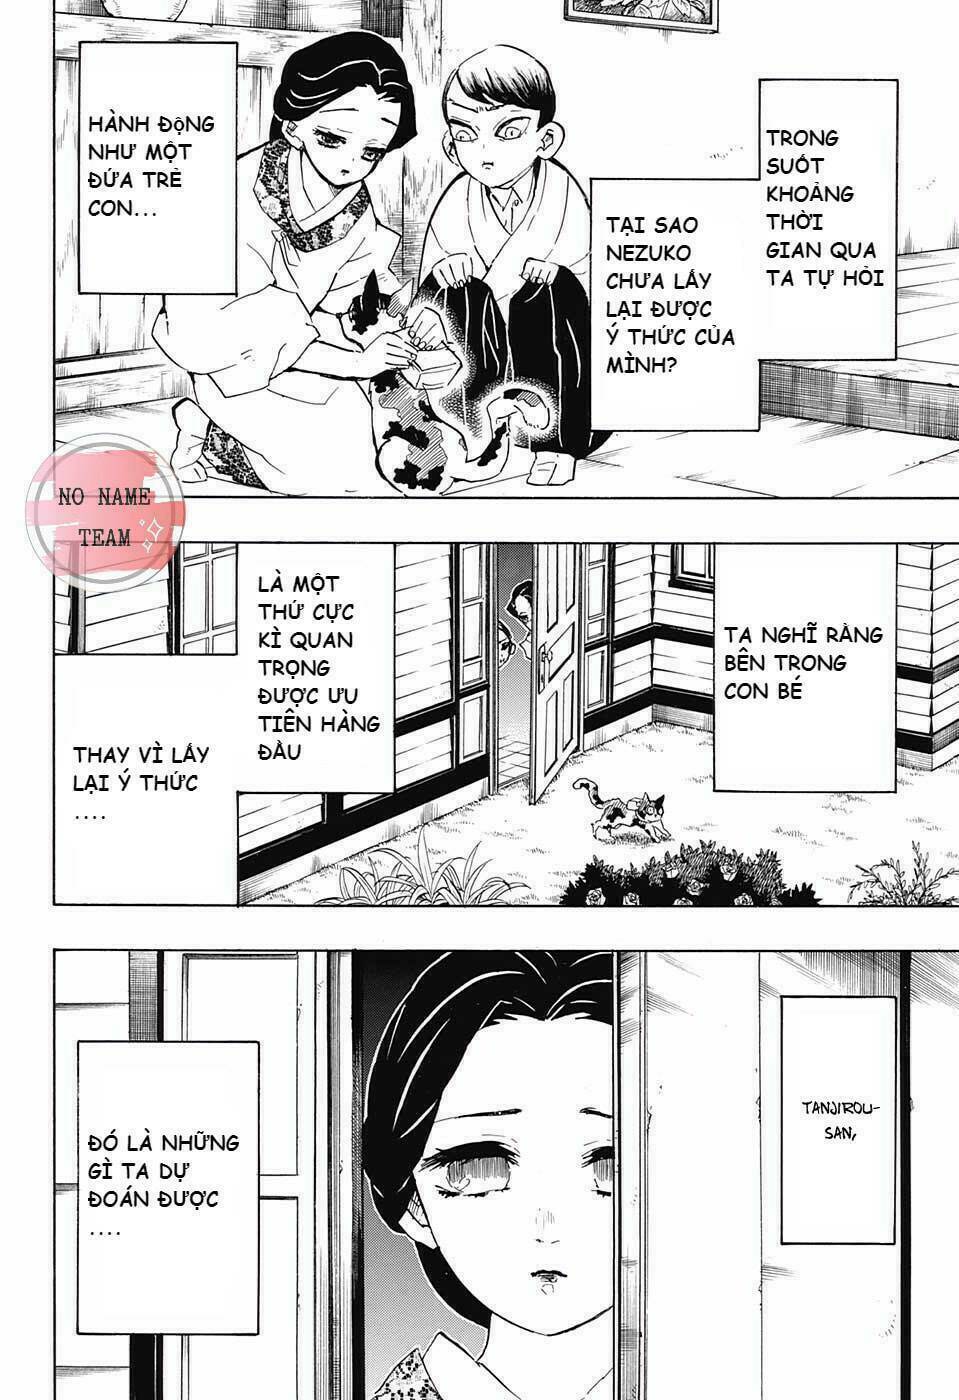 TRONG
SUỐT
KHOẢNG
THỜI
GIAN QUA
TA TỰ HỎI
TẠI SAO
NEZUKO
CHƯA LẤY
LẠI ĐƯỢC
Ý THỨC CỦA
MÌNH?
HÀNH ĐỘNG
NHƯ MỘT
ĐỨA TRẺ
CON...
NO NAME
TEAM
TA NGHĨ RẰNG
BÊN TRONG
CON BÉ
LÀ MỘT
THỨ CỰC
KÌ QUAN
TRỌNG
ĐƯỢC ƯU
TIÊN HÀNG
ĐẦU
THAY VÌ LẤY
LẠI Ý THỨC
....
TANJIROU-
SAN,
ĐÓ LÀ NHỮNG
GÌ TA DỰ
ĐOÁN ĐƯỢC
....